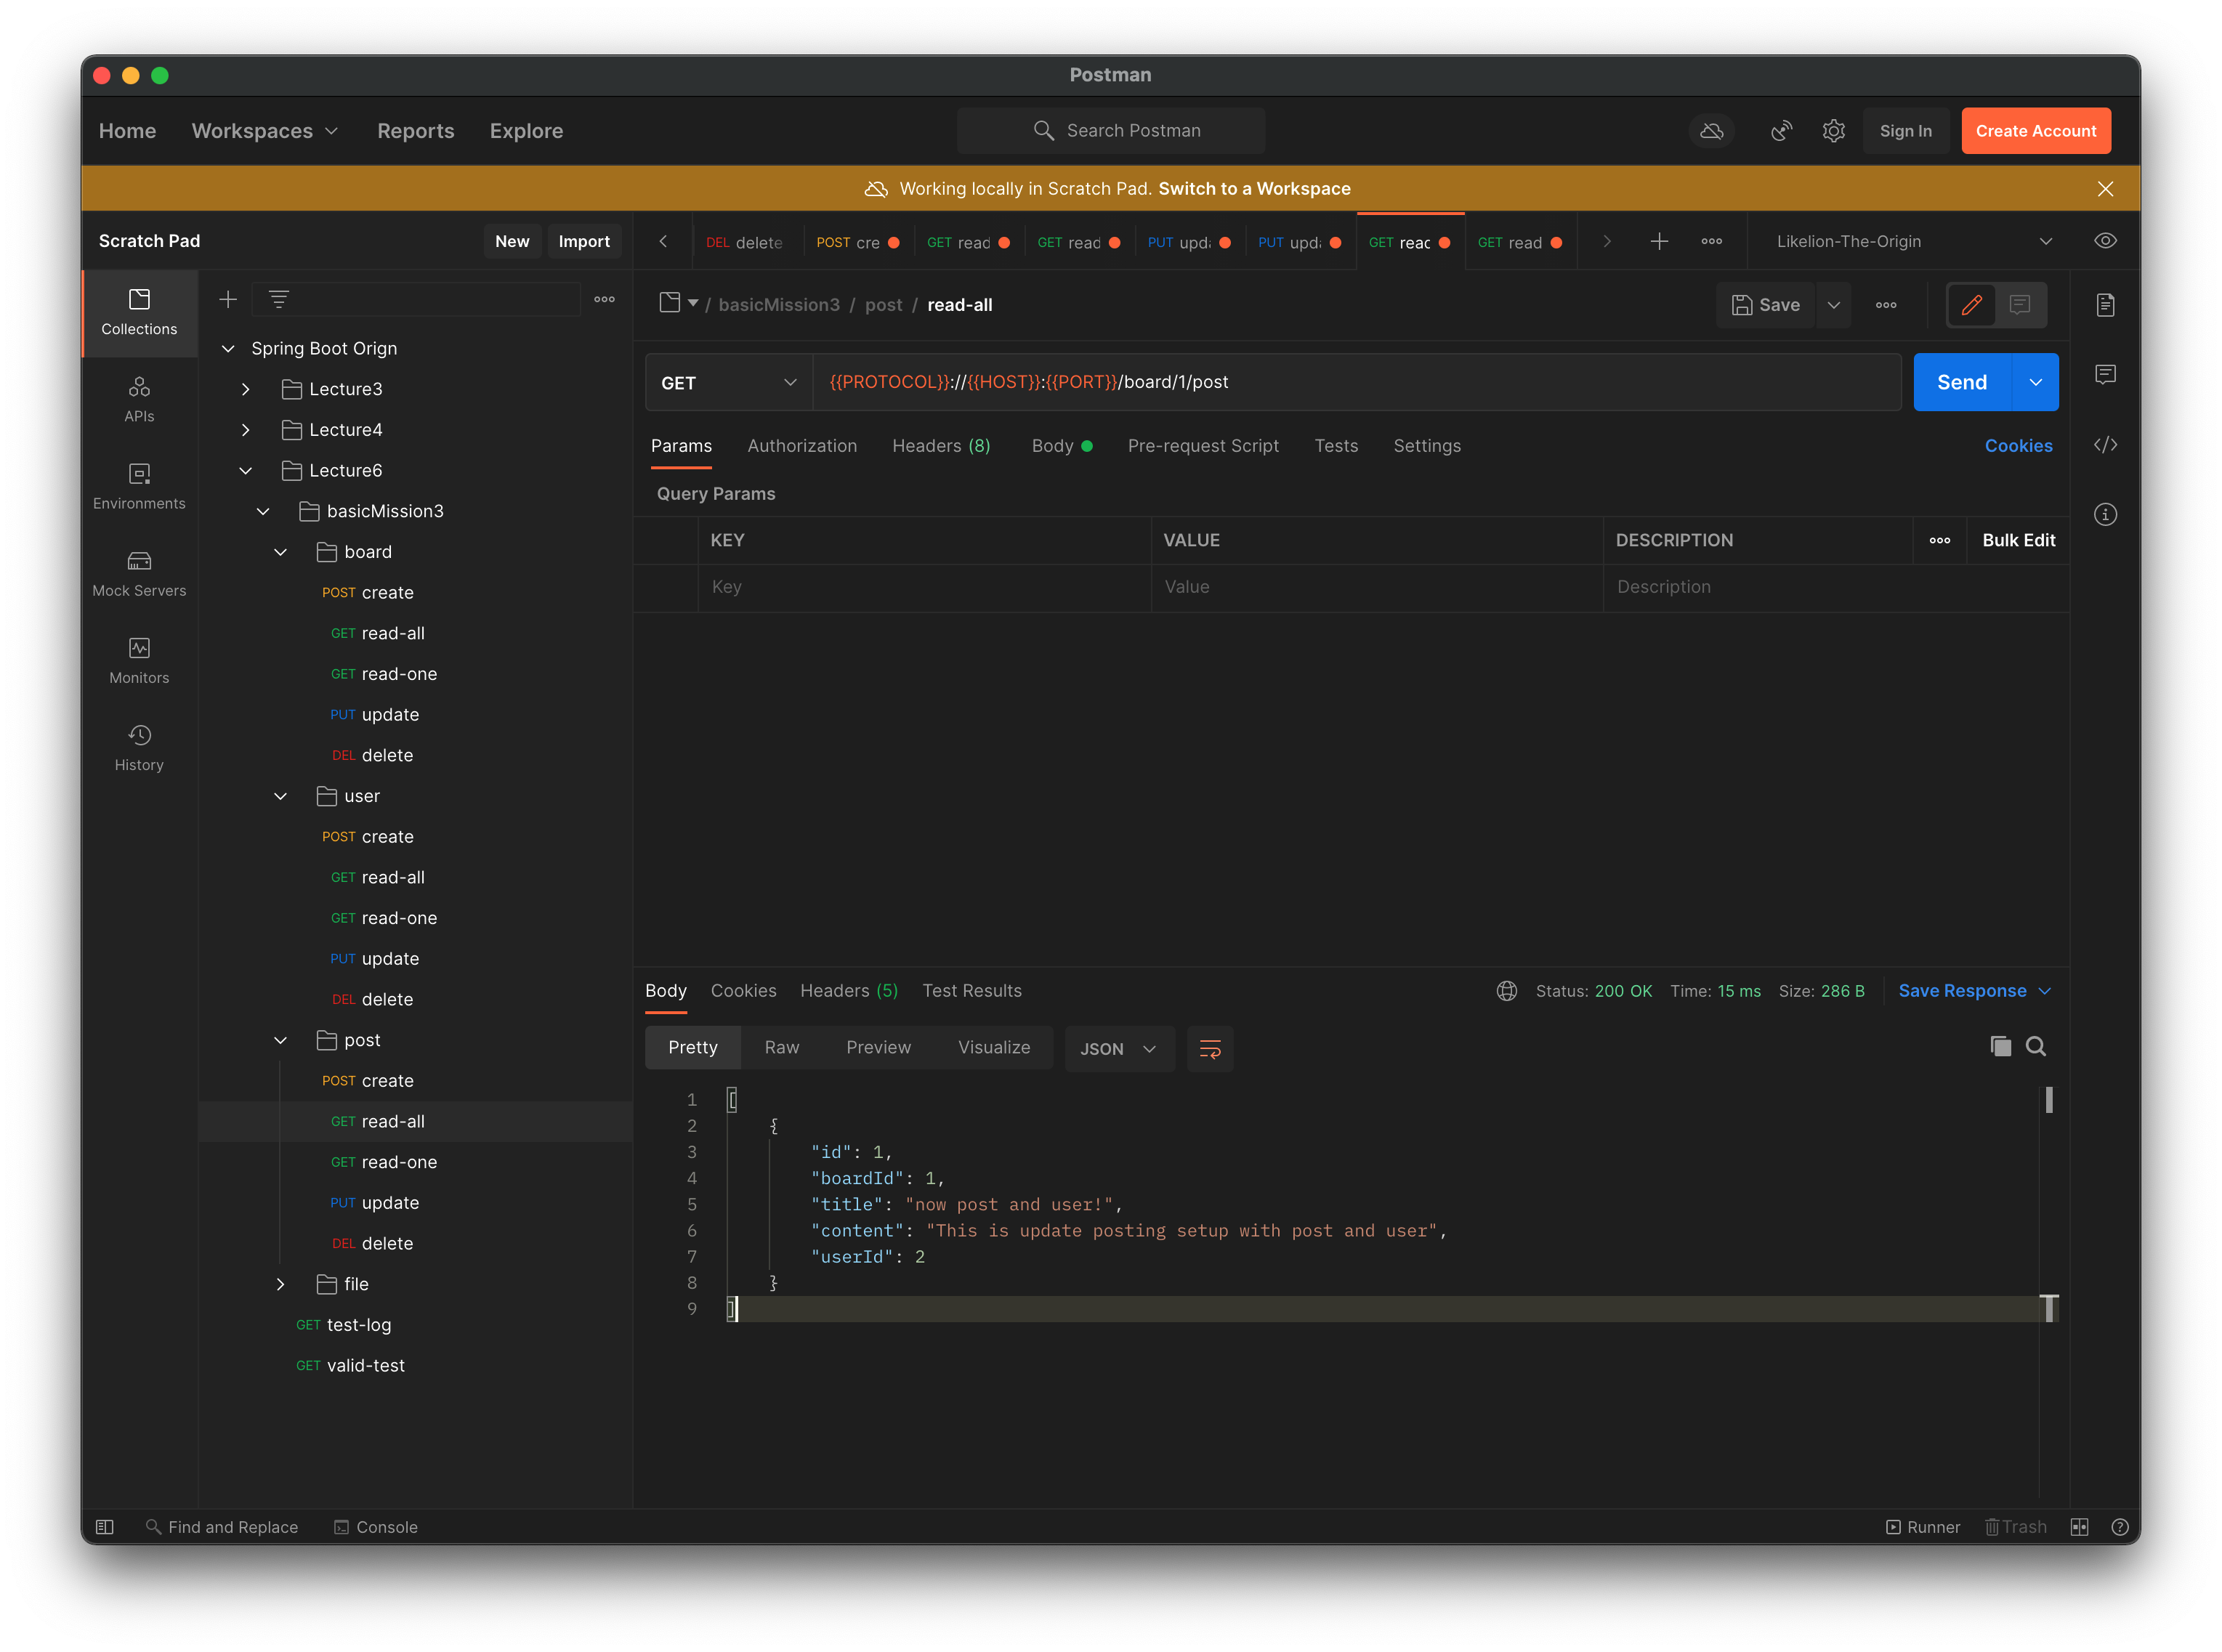 Postman
Home Workspaces Reports Explore
Search Postman
Sign In
Create Account
Working locally in Scratch Pad. Switch to a Workspace
Scratch Pad
New Import
DEL delete
POST cre
GET read
GET read
PUT upd
PUT upd
GET read
GET read
Likelion-The-Origin
Collections
APIs
Environments
Mock Servers
Monitors
History
Spring Boot Orign
Lecture3
Lecture4
Lecture6
basicMission3
board
POST create
GET read-all
GET read-one
PUT update
DEL delete
user
POST create
GET read-all
GET read-one
PUT update
DEL delete
post
POST create
GET read-all
GET read-one
PUT update
DEL delete
file
GET test-log
GET valid-test
/ basicMission3 / post / read-all
Save
GET
{{PROTOCOL}}://{{HOST}}:{{PORT}}/board/1/post
Send
Params Authorization Headers (8) Body Pre-request Script Tests Settings
Cookies
Query Params
KEY VALUE DESCRIPTION
Bulk Edit
Key Value Description
Body Cookies Headers (5) Test Results
Status: 200 OK Time: 15 ms Size: 286 B
Save Response
Pretty Raw Preview Visualize
JSON
1 [
2 {
3 "id": 1,
4 "boardId": 1,
5 "title": "now post and user!",
6 "content": "This is update posting setup with post and user",
7 "userId": 2
8 }
9 ]
Find and Replace Console
Runner Trash